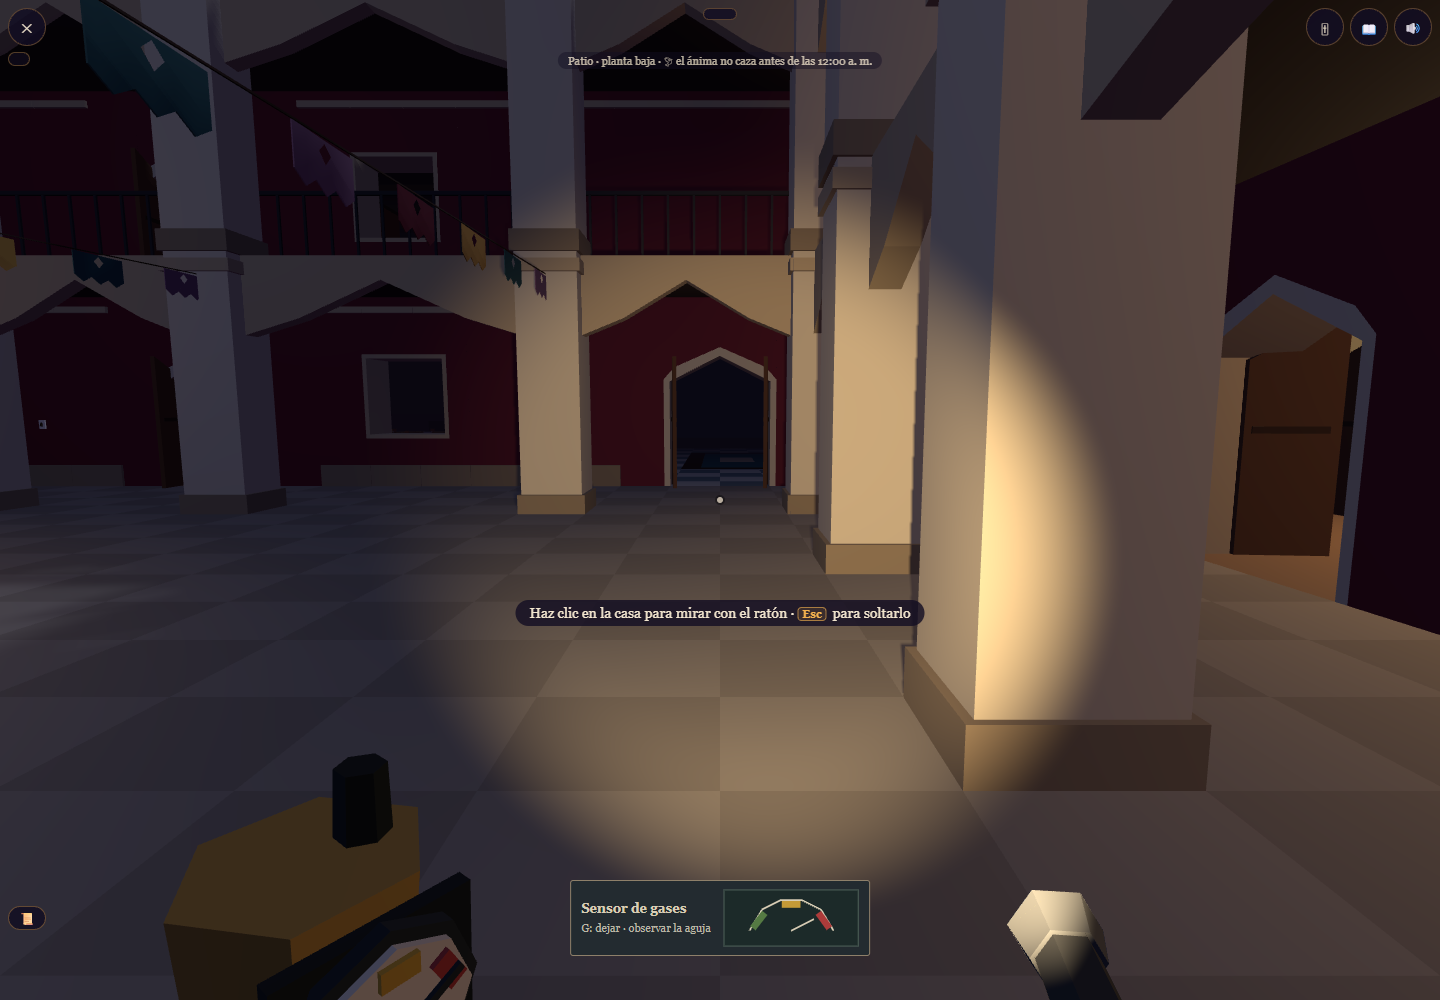 Patio · planta baja · 🕊 el ánima no caza antes de las 12:00 a. m.
Haz clic en la casa para mirar con el ratón · Esc para soltarlo
Sensor de gases
G: dejar · observar la aguja